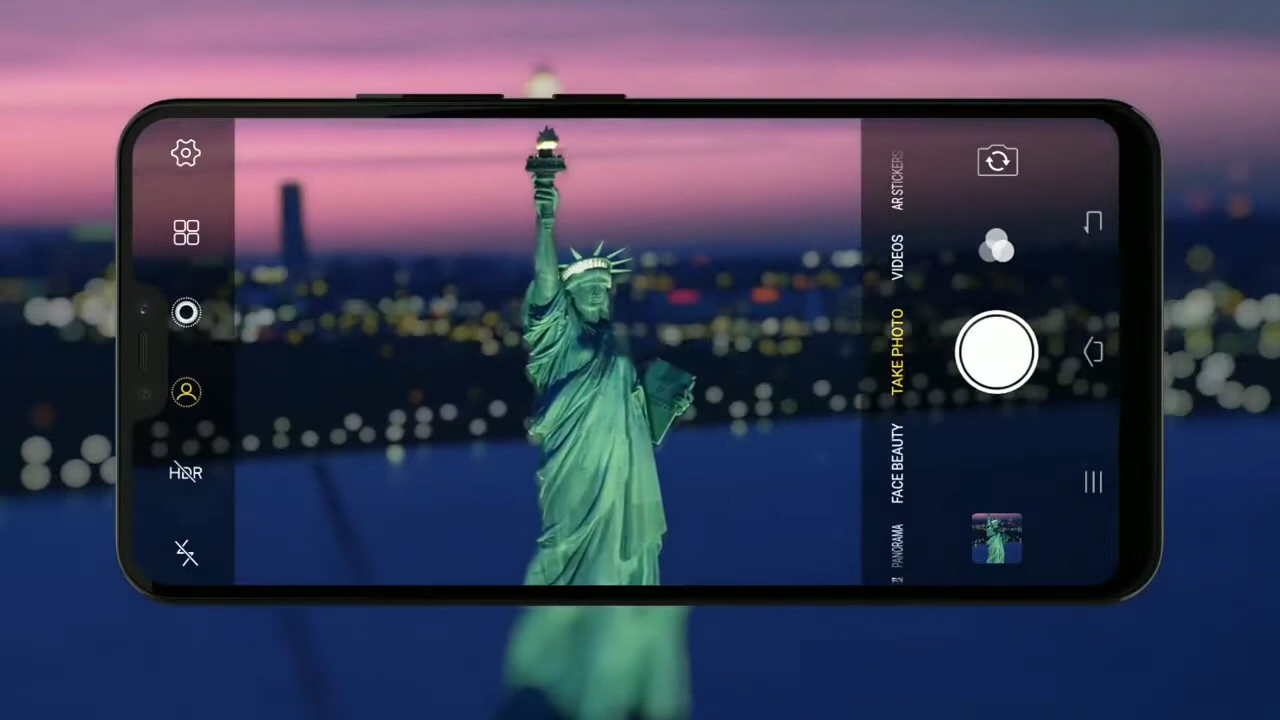 HDR
AR STICKERS
VIDEOS
TAKE PHOTO
FACE BEAUTY
PANORAMA